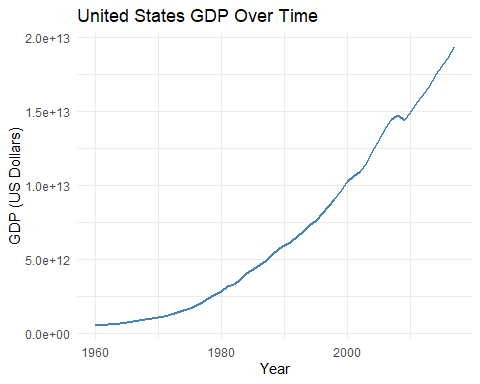 United States GDP Over Time
2.0e+13
1.5e+13
1.0e+13
5.0e+12
0.0e+00
GDP (US Dollars)
1960
1980
2000
Year